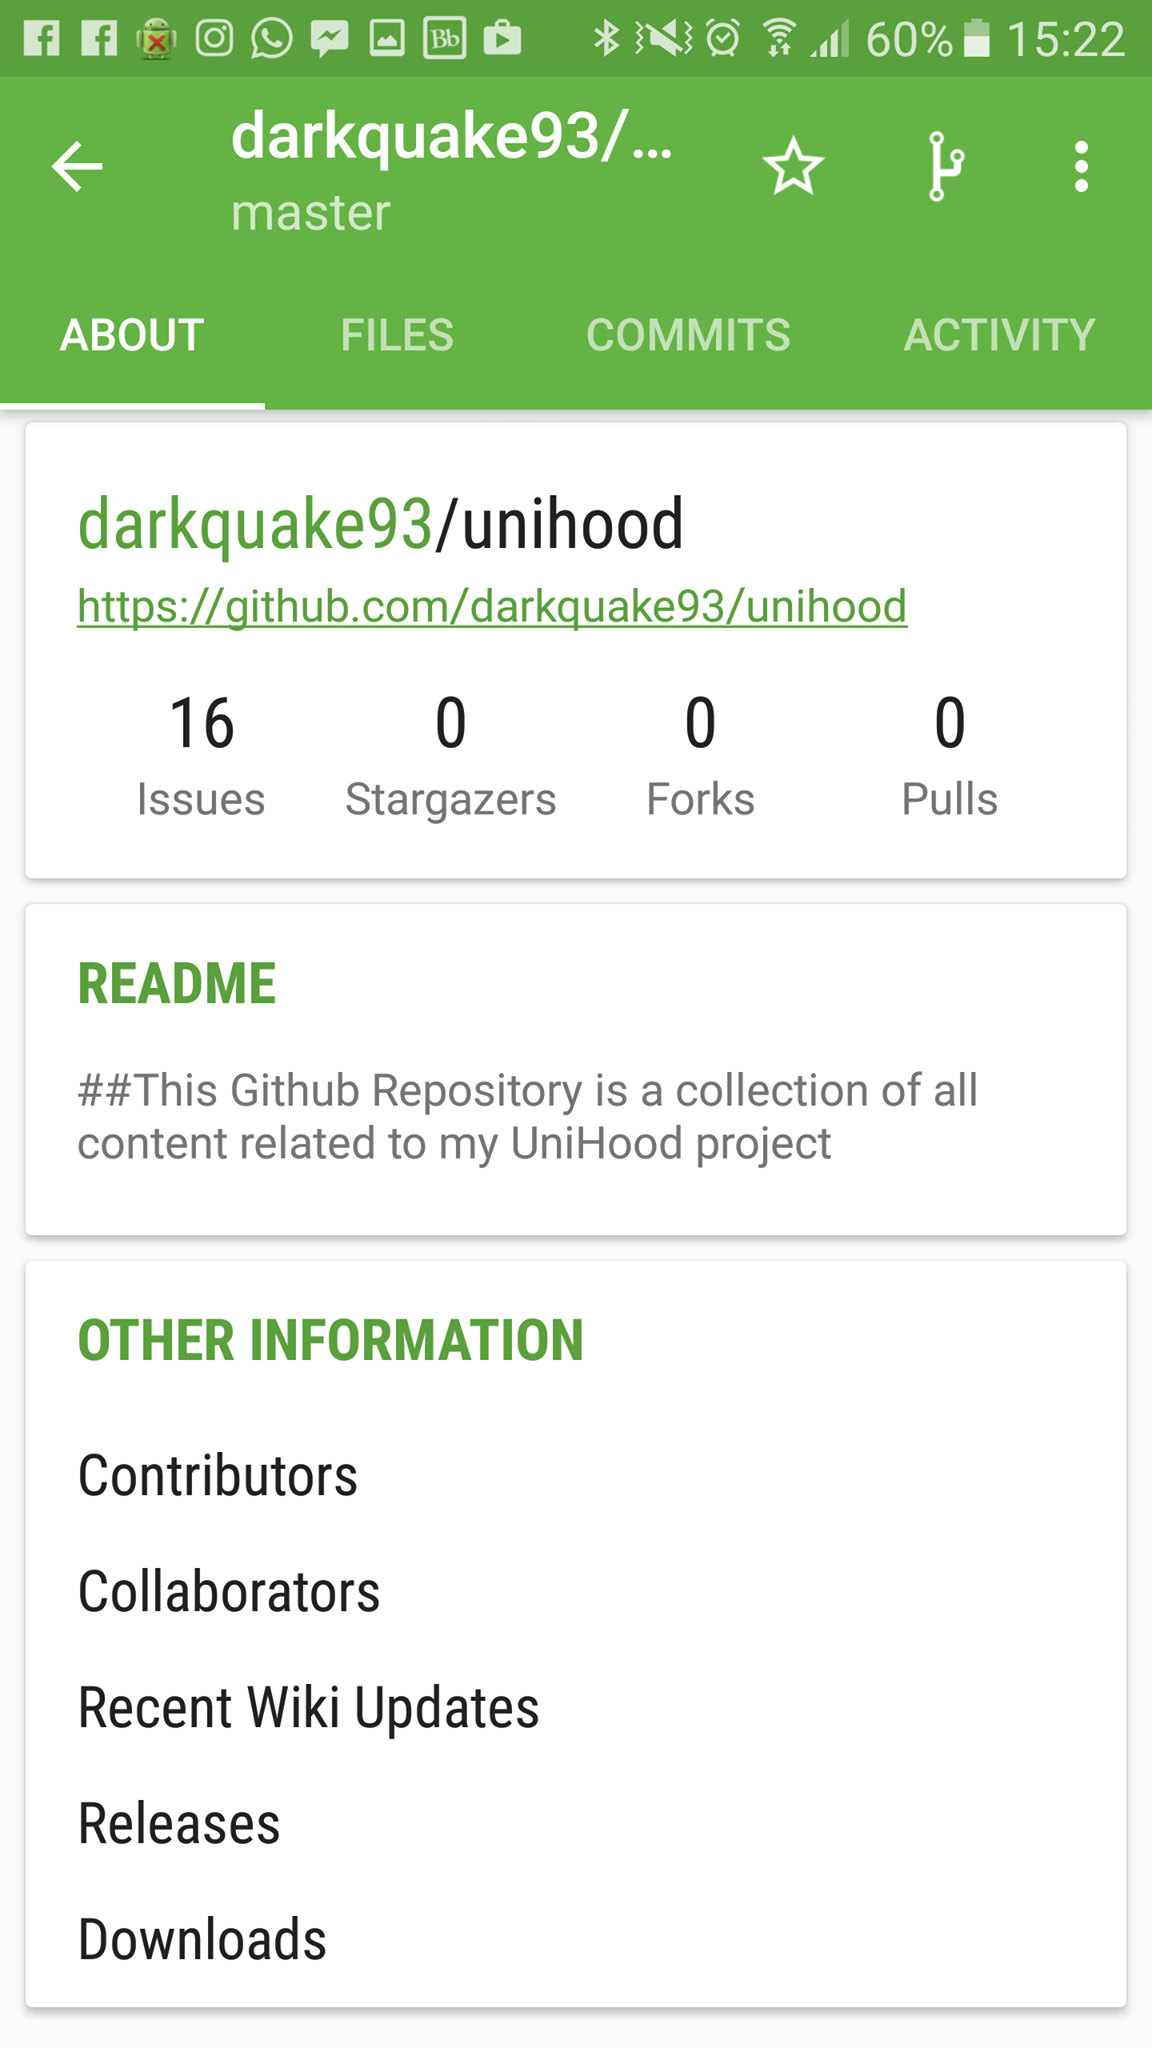 Bb 60% 15:22
darkquake93/...
master
ABOUT FILES COMMITS ACTIVITY
darkquake93/unihood
https://github.com/darkquake93/unihood
16 0 0 0
Issues Stargazers Forks Pulls
README
##This Github Repository is a collection of all
content related to my UniHood project
OTHER INFORMATION
Contributors
Collaborators
Recent Wiki Updates
Releases
Downloads